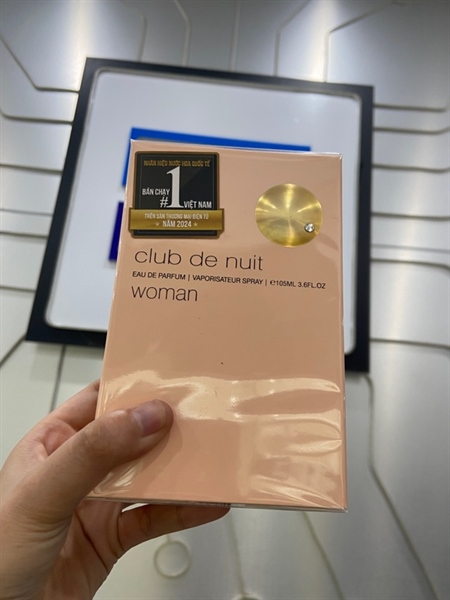 NHÃN HIỆU NƯỚC HOA QUỐC TẾ
BÁN CHẠY
#1
VIỆT NAM
TRÊN SÀN THƯƠNG MẠI ĐIỆN TỬ
NĂM 2024
club de nuit
EAU DE PARFUM | VAPORISATEUR SPRAY | ℮105ML 3.6FL.OZ
woman